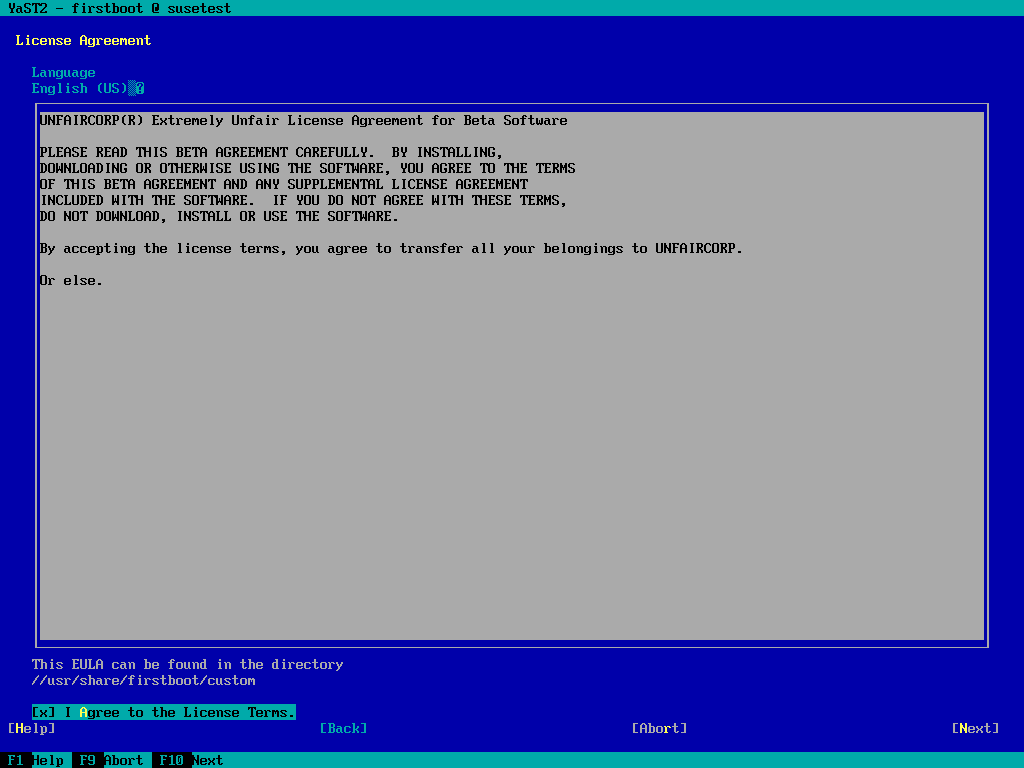 YaST2 - firstboot @ susetest
License Agreement
Language
English (US)
UNFAIRCORP(R) Extremely Unfair License Agreement for Beta Software
PLEASE READ THIS BETA AGREEMENT CAREFULLY.  BY INSTALLING,
DOWNLOADING OR OTHERWISE USING THE SOFTWARE, YOU AGREE TO THE TERMS
OF THIS BETA AGREEMENT AND ANY SUPPLEMENTAL LICENSE AGREEMENT
INCLUDED WITH THE SOFTWARE.  IF YOU DO NOT AGREE WITH THESE TERMS,
DO NOT DOWNLOAD, INSTALL OR USE THE SOFTWARE.
By accepting the license terms, you agree to transfer all your belongings to UNFAIRCORP.
Or else.
This EULA can be found in the directory
//usr/share/firstboot/custom
[x] I Agree to the License Terms.
[Help] [Back] [Abort] [Next]
F1 Help F9 Abort F10 Next